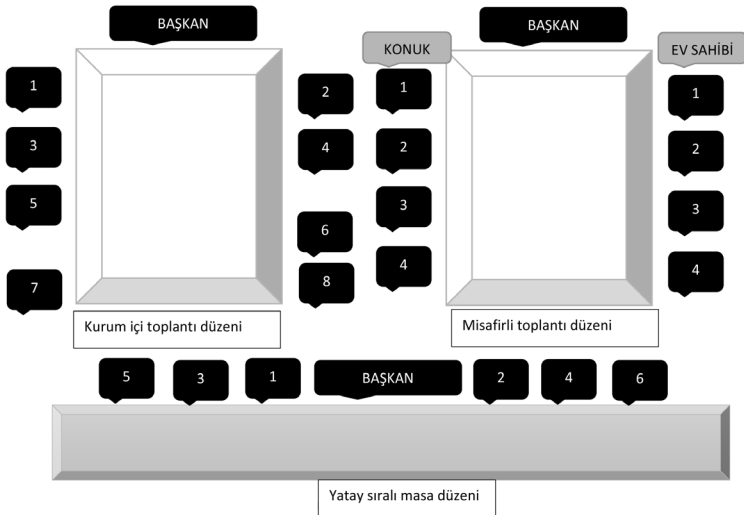 BAŞKAN
1
3
5
7
2
4
6
8
Kurum içi toplantı düzeni
BAŞKAN
KONUK
1
2
3
4
EV SAHİBİ
1
2
3
4
Misafirli toplantı düzeni
5 3 1 BAŞKAN 2 4 6
Yatay sıralı masa düzeni